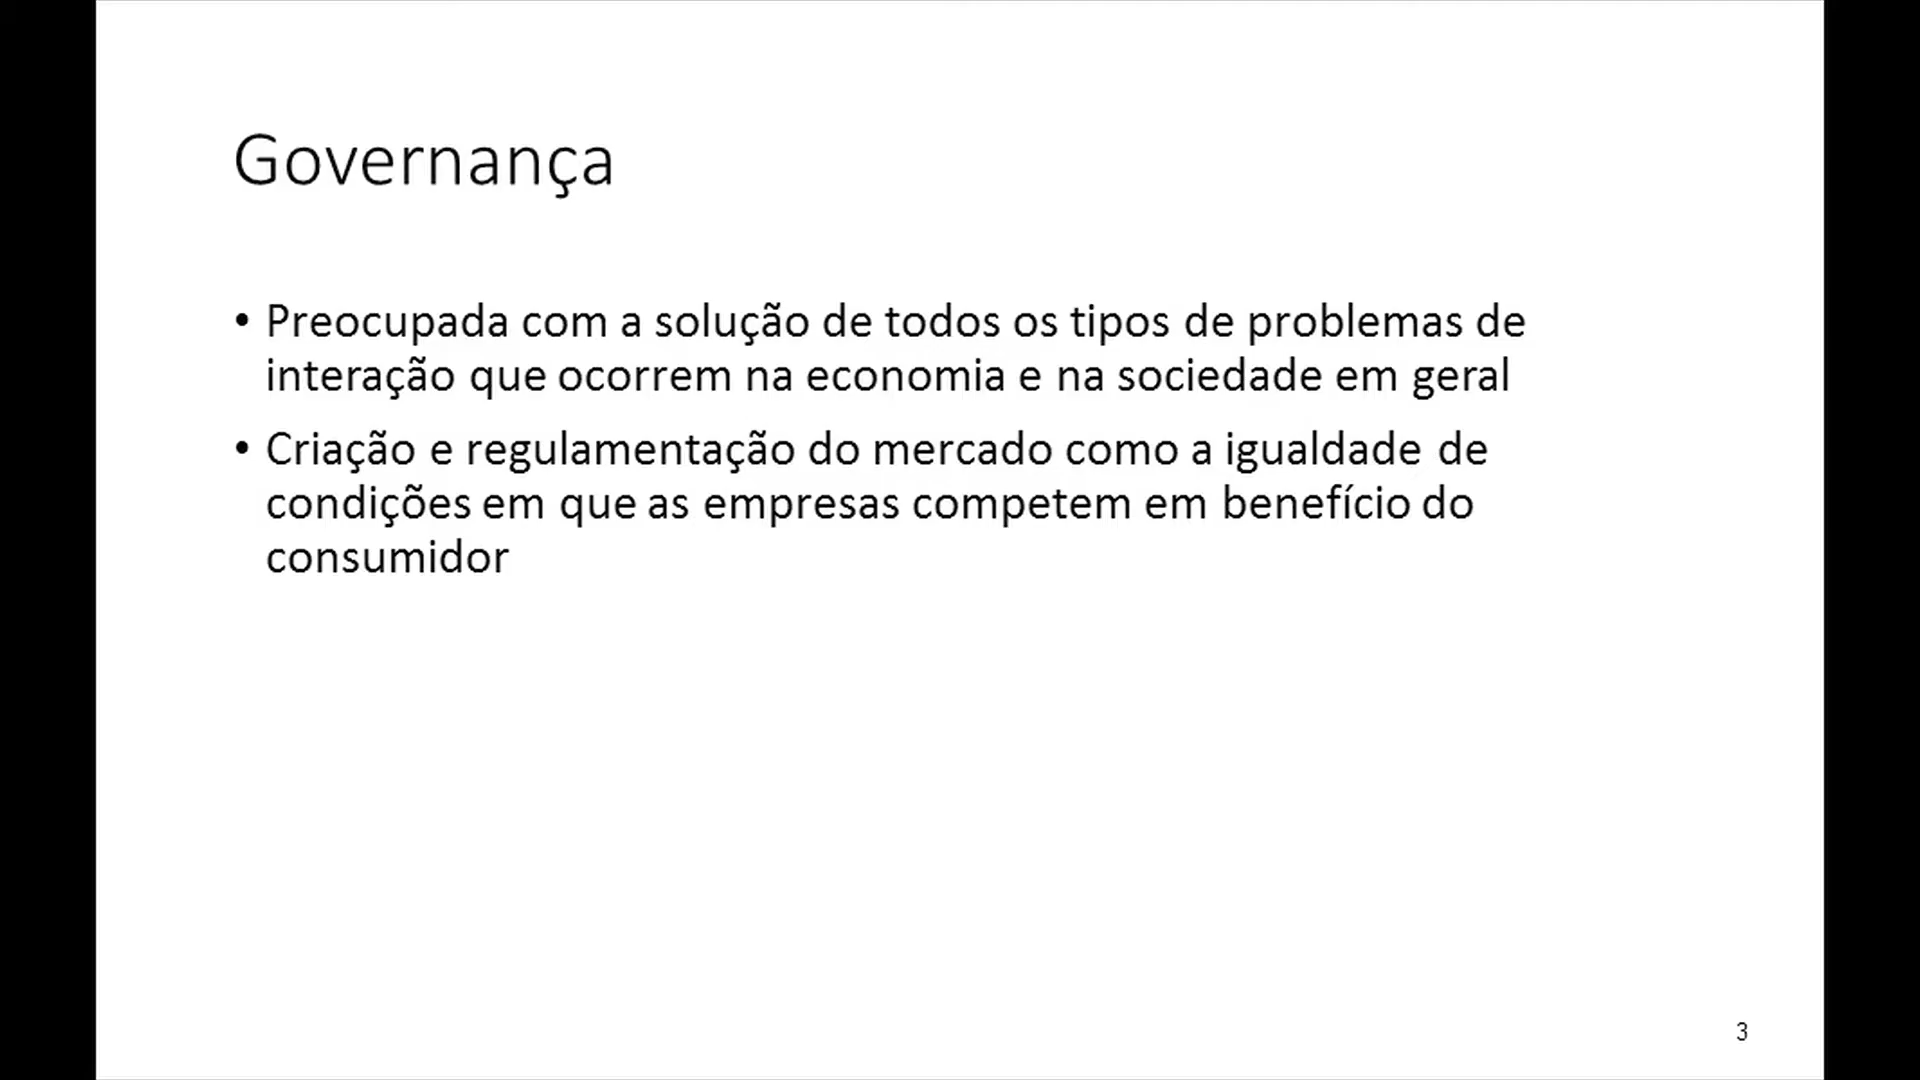 Governança
• Preocupada com a solução de todos os tipos de problemas de
interação que ocorrem na economia e na sociedade em geral
• Criação e regulamentação do mercado como a igualdade de
condições em que as empresas competem em benefício do
consumidor
3